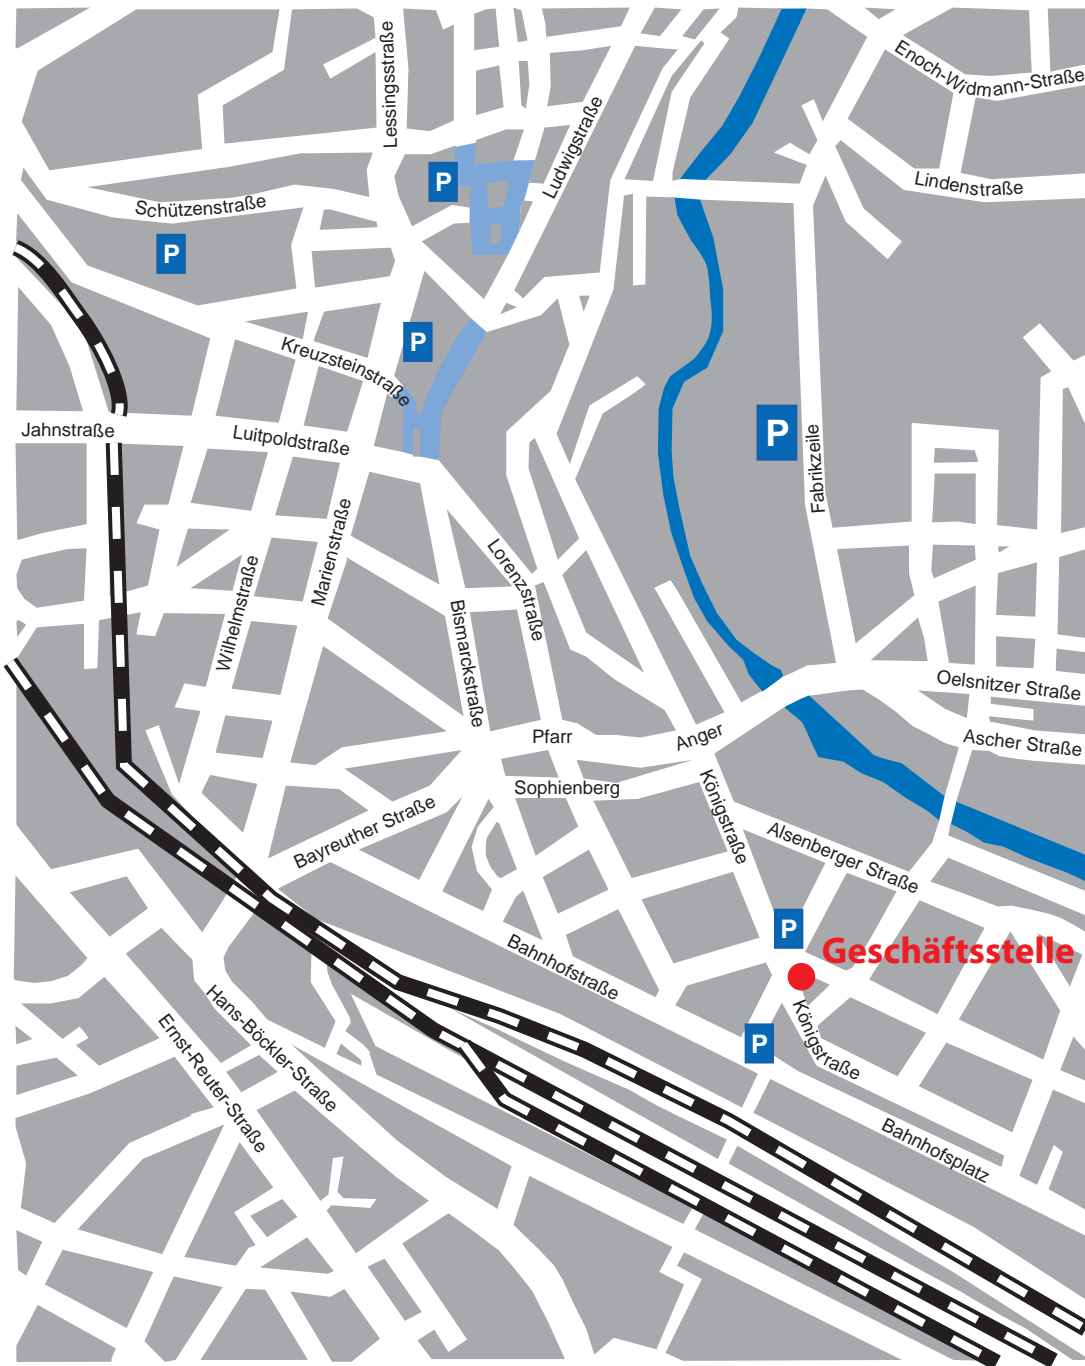 Lessingsstraße
Enoch-Widmann-Straße
Ludwigstraße
P
Lindenstraße
Schützenstraße
P
P
Kreuzsteinstraße
Jahnstraße
Luitpoldstraße
P
Fabrikzeile
Marienstraße
Lorenzstraße
Wilhelmstraße
Bismarckstraße
Oelsnitzer Straße
Pfarr
Anger
Ascher Straße
Sophienberg
Königstraße
Bayreuther Straße
Alsenberger Straße
P
Geschäftsstelle
Bahnhofstraße
Königstraße
P
Hans-Böckler-Straße
Ernst-Reuter-Straße
Bahnhofsplatz